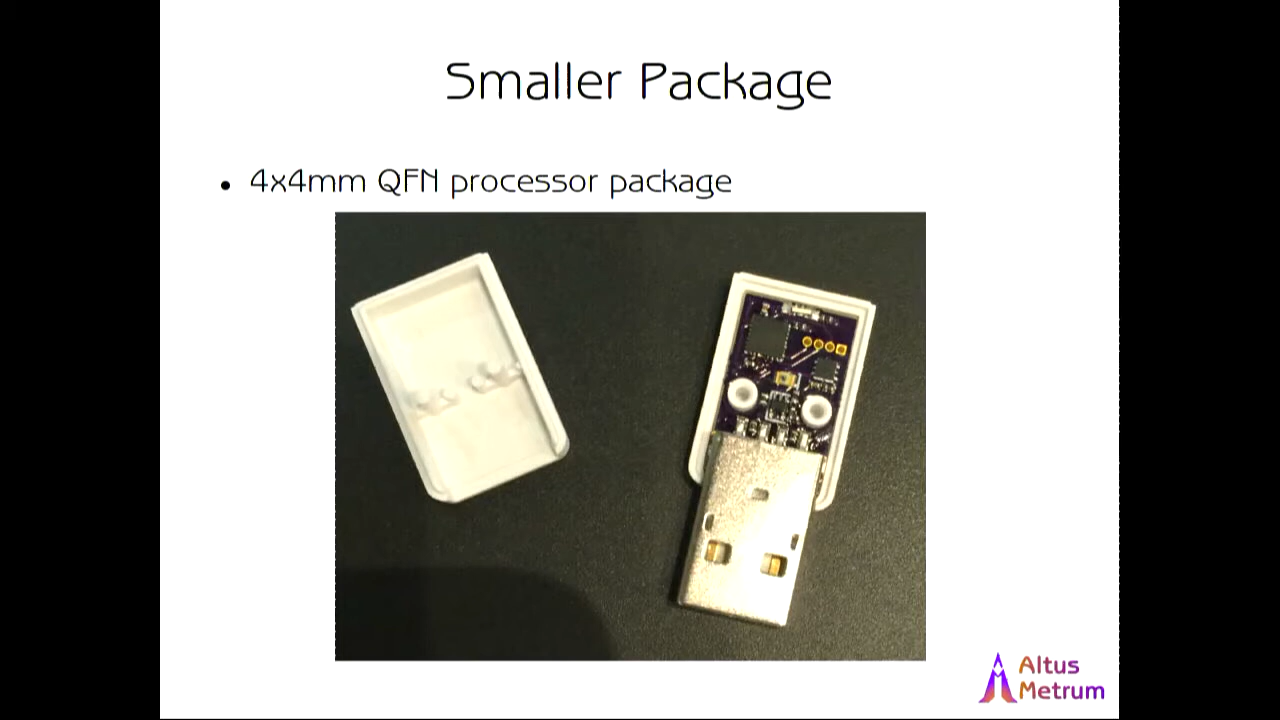 Smaller Package
• 4x4mm QFN processor package
Altus
Metrum